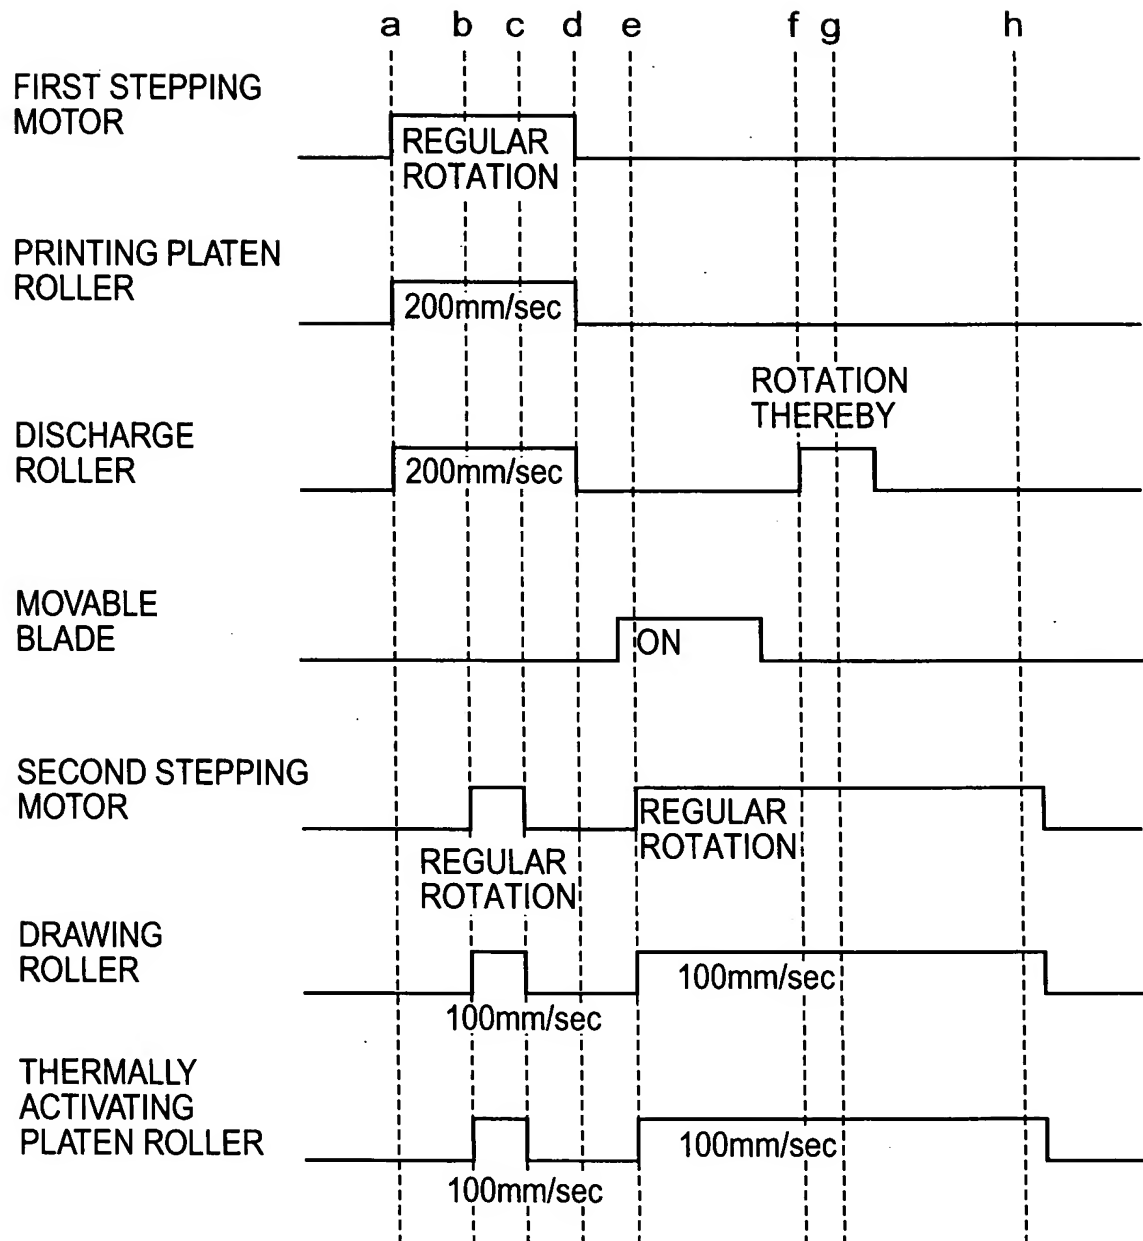 a b c d e f g h
FIRST STEPPING
MOTOR
REGULAR
ROTATION
PRINTING PLATEN
ROLLER
200mm/sec
ROTATION
THEREBY
DISCHARGE
ROLLER
200mm/sec
MOVABLE
BLADE
ON
SECOND STEPPING
MOTOR
REGULAR
ROTATION
REGULAR
ROTATION
DRAWING
ROLLER
100mm/sec
100mm/sec
THERMALLY
ACTIVATING
PLATEN ROLLER
100mm/sec
100mm/sec